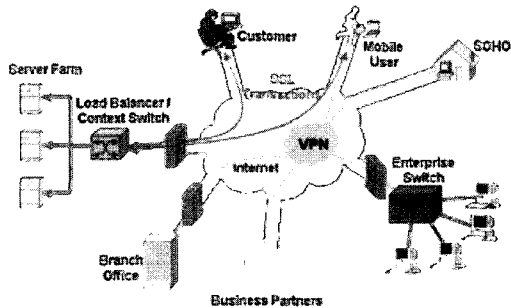 Customer
Mobile
User
SOHO
Server Farm
SSL
Transactions
Load Balancer /
Context Switch
VPN
Internet
Enterprise
Switch
Branch
Office
Business Partners